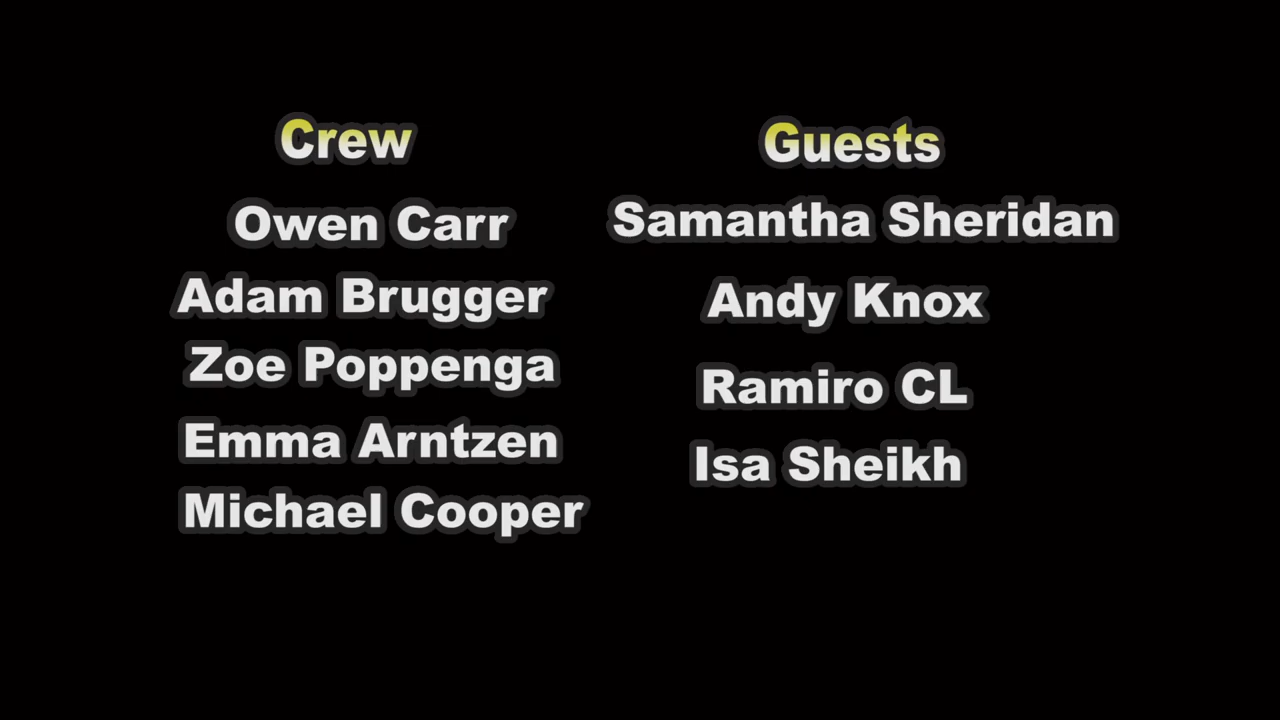 Crew
Owen Carr
Adam Brugger
Zoe Poppenga
Emma Arntzen
Michael Cooper
Guests
Samantha Sheridan
Andy Knox
Ramiro CL
Isa Sheikh